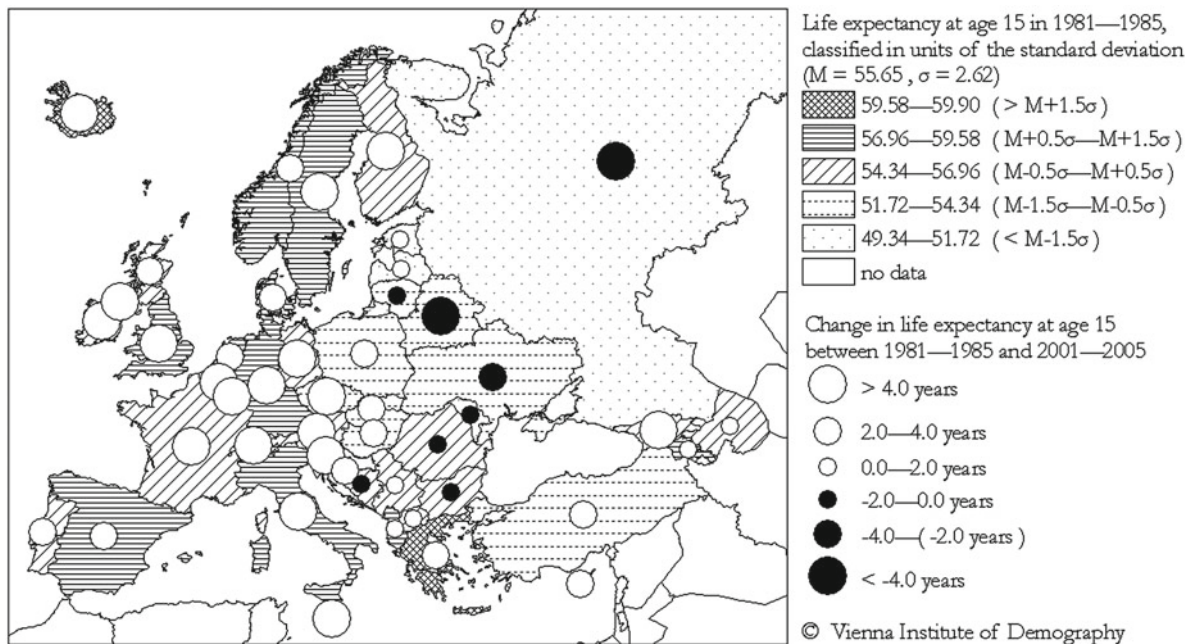 Life expectancy at age 15 in 1981—1985,
classified in units of the standard deviation
(M = 55.65 , σ = 2.62)
59.58—59.90 ( > M+1.5σ)
56.96—59.58 ( M+0.5σ—M+1.5σ)
54.34—56.96 ( M-0.5σ—M+0.5σ)
51.72—54.34 ( M-1.5σ—M-0.5σ)
49.34—51.72 ( < M-1.5σ)
no data
Change in life expectancy at age 15
between 1981—1985 and 2001—2005
> 4.0 years
2.0—4.0 years
0.0—2.0 years
-2.0—0.0 years
-4.0—( -2.0 years )
< -4.0 years
© Vienna Institute of Demography